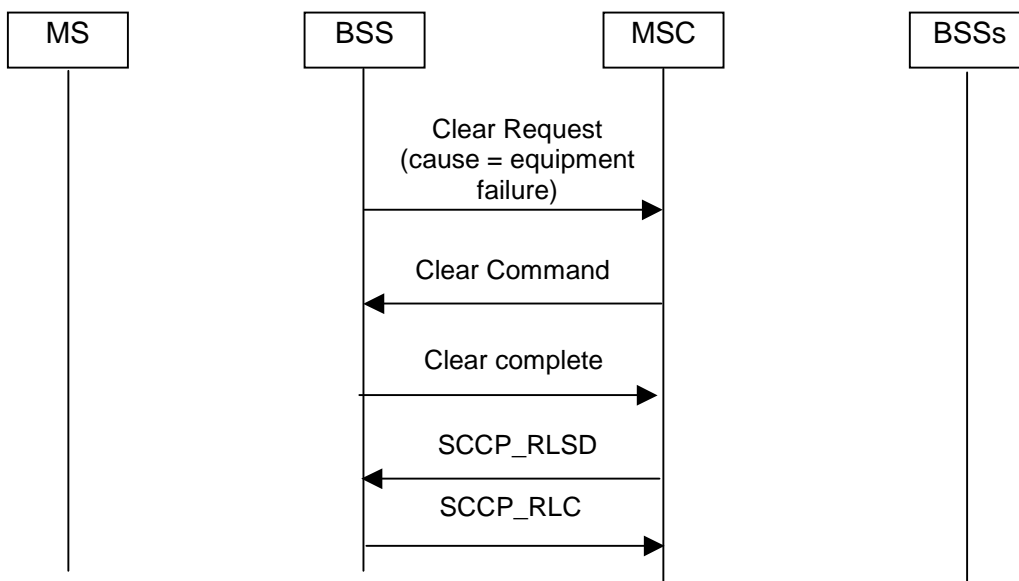 MS
BSS
MSC
BSSs
Clear Request
(cause = equipment
failure)
Clear Command
Clear complete
SCCP_RLSD
SCCP_RLC